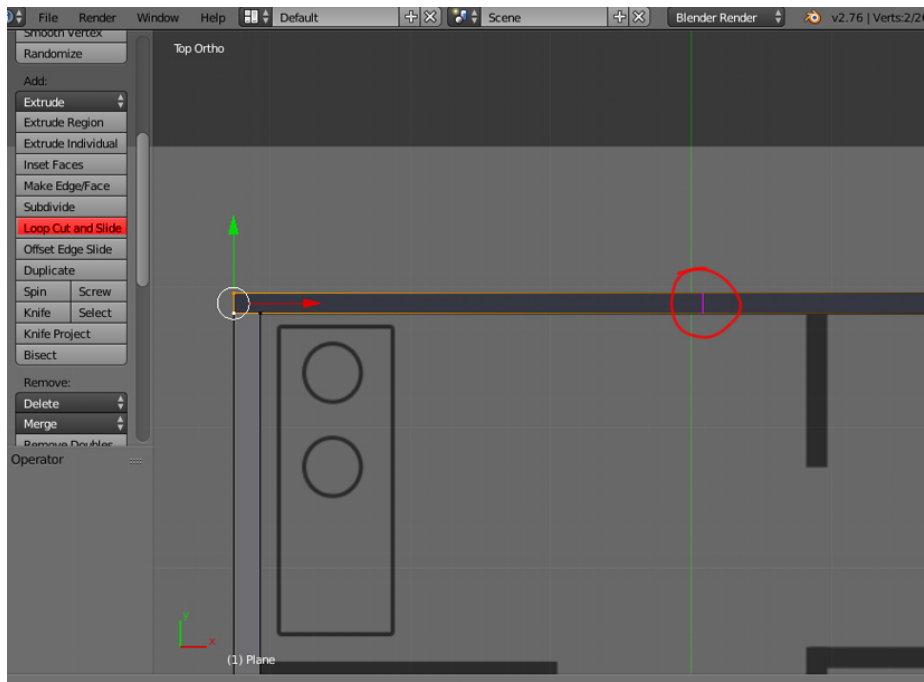 File Render Window Help Default Scene Blender Render v2.76 | Verts:2/2
Smooth Vertex
Randomize
Top Ortho
Add:
Extrude
Extrude Region
Extrude Individual
Inset Faces
Make Edge/Face
Subdivide
Loop Cut and Slide
Offset Edge Slide
Duplicate
Spin Screw
Knife Select
Knife Project
Bisect
Remove:
Delete
Merge
Remove Doubles
Operator
y
x
(1) Plane